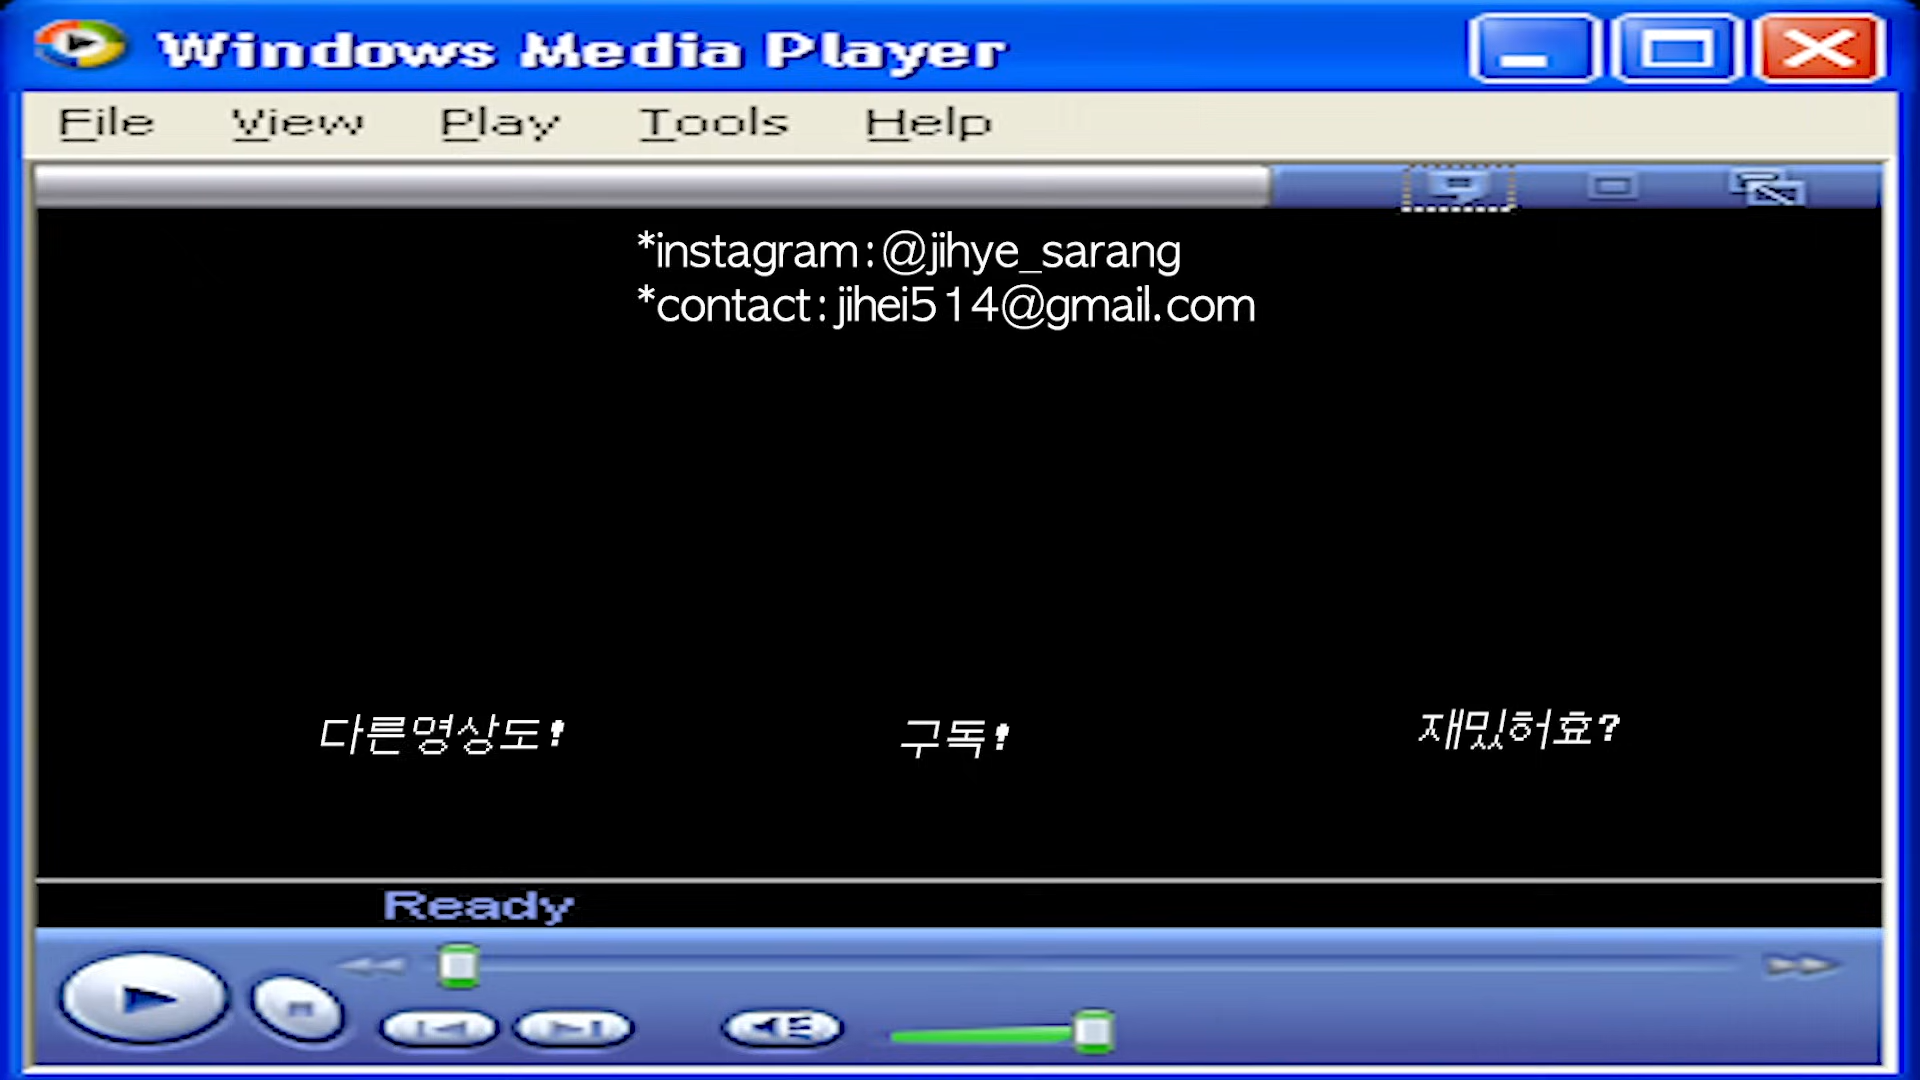 Windows Media Player
File View Play Tools Help
*instagram:@jihye_sarang
*contact:jihei514@gmail.com
다른영상도! 구독! 재밌허효?
Ready